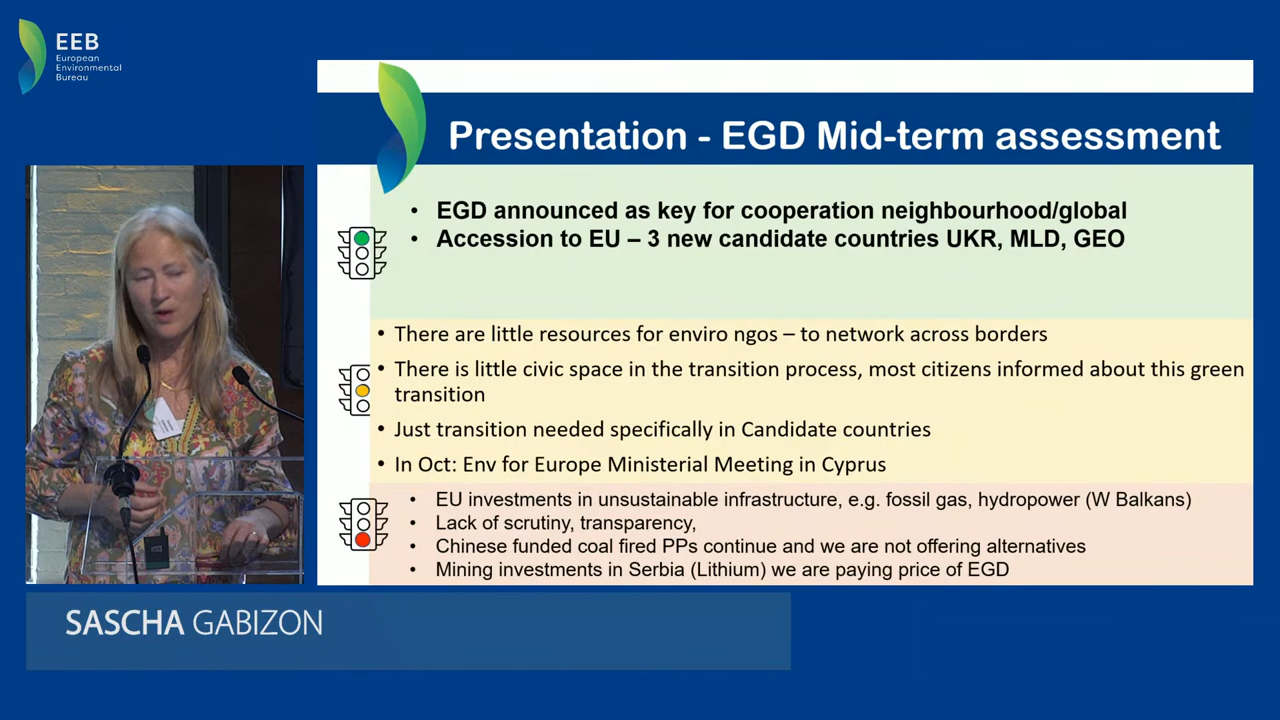 EEB
European
Environmental
Bureau
Presentation - EGD Mid-term assessment
• EGD announced as key for cooperation neighbourhood/global
• Accession to EU – 3 new candidate countries UKR, MLD, GEO
• There are little resources for enviro ngos – to network across borders
• There is little civic space in the transition process, most citizens informed about this green
transition
• Just transition needed specifically in Candidate countries
• In Oct: Env for Europe Ministerial Meeting in Cyprus
• EU investments in unsustainable infrastructure, e.g. fossil gas, hydropower (W Balkans)
• Lack of scrutiny, transparency,
• Chinese funded coal fired PPs continue and we are not offering alternatives
• Mining investments in Serbia (Lithium) we are paying price of EGD
SASCHA GABIZON